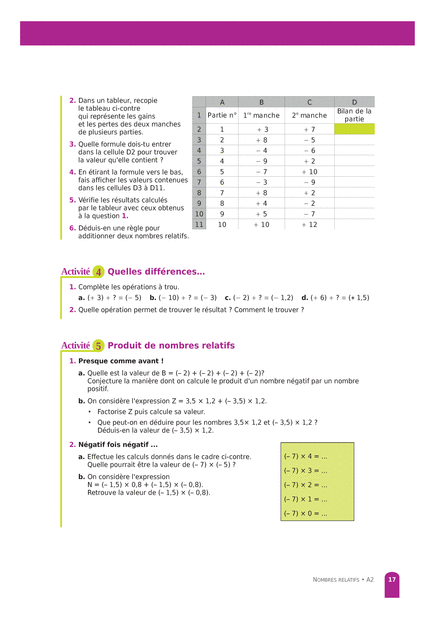 2. Dans un tableur, recopie
le tableau ci-contre
qui représente les gains
et les pertes des deux manches
de plusieurs parties.
3. Quelle formule dois-tu entrer
dans la cellule D2 pour trouver
la valeur qu'elle contient ?
4. En étirant la formule vers le bas,
fais afficher les valeurs contenues
dans les cellules D3 à D11.
5. Vérifie les résultats calculés
par le tableur avec ceux obtenus
à la question 1.
6. Déduis-en une règle pour
additionner deux nombres relatifs.
A B C D
1 Partie n° 1re manche 2e manche Bilan de la
partie
2 1 + 3 + 7
3 2 + 8 − 5
4 3 − 4 − 6
5 4 − 9 + 2
6 5 − 7 + 10
7 6 − 3 − 9
8 7 + 8 + 2
9 8 + 4 − 2
10 9 + 5 − 7
11 10 + 10 + 12
Activité 4 Quelles différences...
1. Complète les opérations à trou.
a. (+ 3) + ? = (− 5) b. (− 10) + ? = (− 3) c. (− 2) + ? = (− 1,2) d. (+ 6) + ? = (+ 1,5)
2. Quelle opération permet de trouver le résultat ? Comment le trouver ?
Activité 5 Produit de nombres relatifs
1. Presque comme avant !
a. Quelle est la valeur de B = (– 2) + (– 2) + (– 2) + (– 2)?
Conjecture la manière dont on calcule le produit d'un nombre négatif par un nombre
positif.
b. On considère l'expression Z = 3,5 × 1,2 + (– 3,5) × 1,2.
• Factorise Z puis calcule sa valeur.
• Que peut-on en déduire pour les nombres 3,5× 1,2 et (– 3,5) × 1,2 ?
Déduis-en la valeur de (– 3,5) × 1,2.
2. Négatif fois négatif ...
a. Effectue les calculs donnés dans le cadre ci-contre.
Quelle pourrait être la valeur de (– 7) × (– 5) ?
b. On considère l'expression
N = (– 1,5) × 0,8 + (– 1,5) × (– 0,8).
Retrouve la valeur de (– 1,5) × (– 0,8).
(– 7) × 4 = ...
(– 7) × 3 = ...
(– 7) × 2 = ...
(– 7) × 1 = ...
(– 7) × 0 = ...
NOMBRES RELATIFS • A2 17